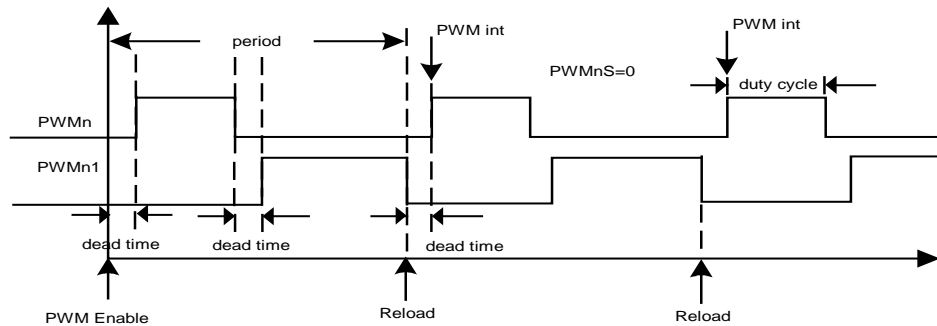 period
PWM int
PWM int
PWMnS=0
duty cycle
PWMn
PWMn1
dead time
dead time
dead time
PWM Enable
Reload
Reload